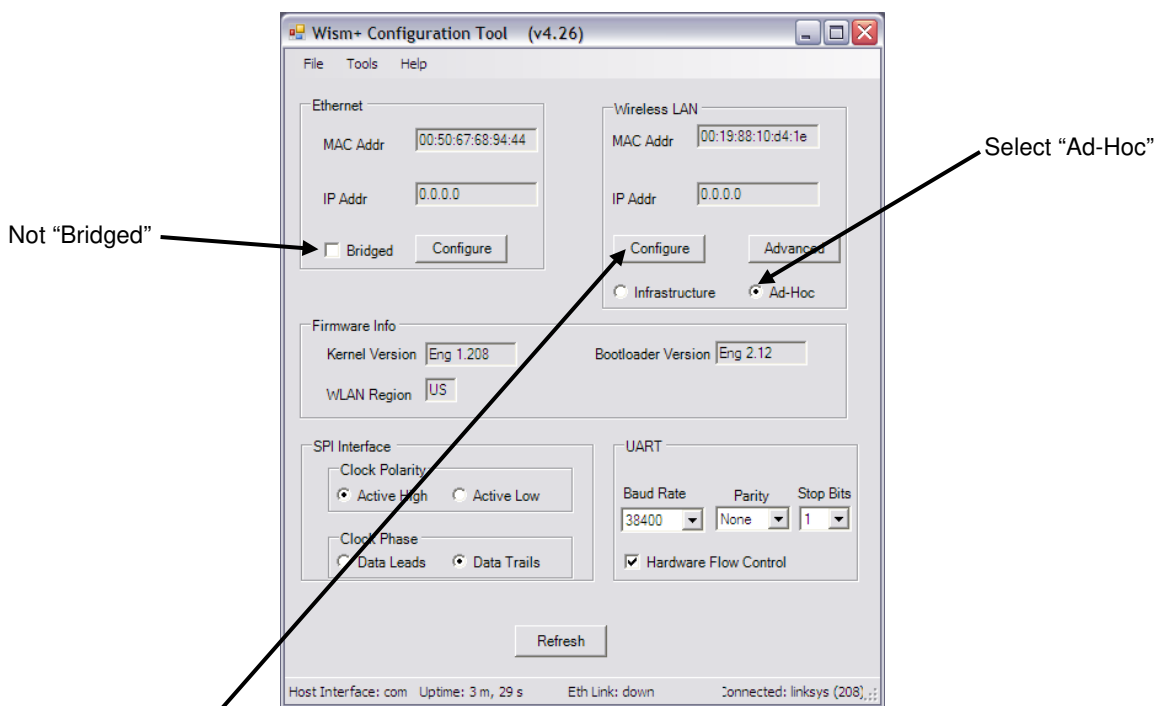 Wism+ Configuration Tool (v4.26)
File Tools Help
Ethernet
MAC Addr 00:50:67:68:94:44
IP Addr 0.0.0.0
Bridged Configure
Wireless LAN
MAC Addr 00:19:88:10:d4:1e
IP Addr 0.0.0.0
Configure Advanced
Infrastructure Ad-Hoc
Select “Ad-Hoc”
Not “Bridged”
Firmware Info
Kernel Version Eng 1.208 Bootloader Version Eng 2.12
WLAN Region US
SPI Interface
Clock Polarity
Active High Active Low
Clock Phase
Data Leads Data Trails
UART
Baud Rate Parity Stop Bits
38400 None 1
Hardware Flow Control
Refresh
Host Interface: com Uptime: 3 m, 29 s Eth Link: down Connected: linksys (208)